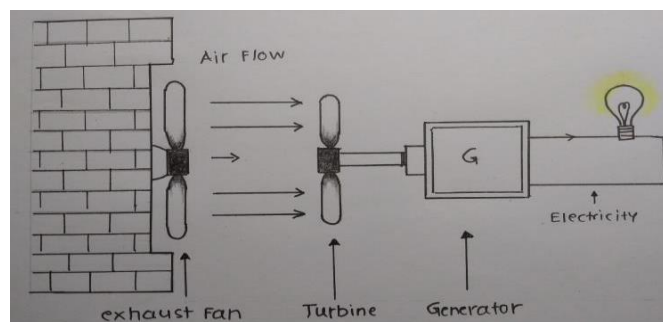 Air Flow
G
Electricity
exhaust Fan
Turbine
Generator